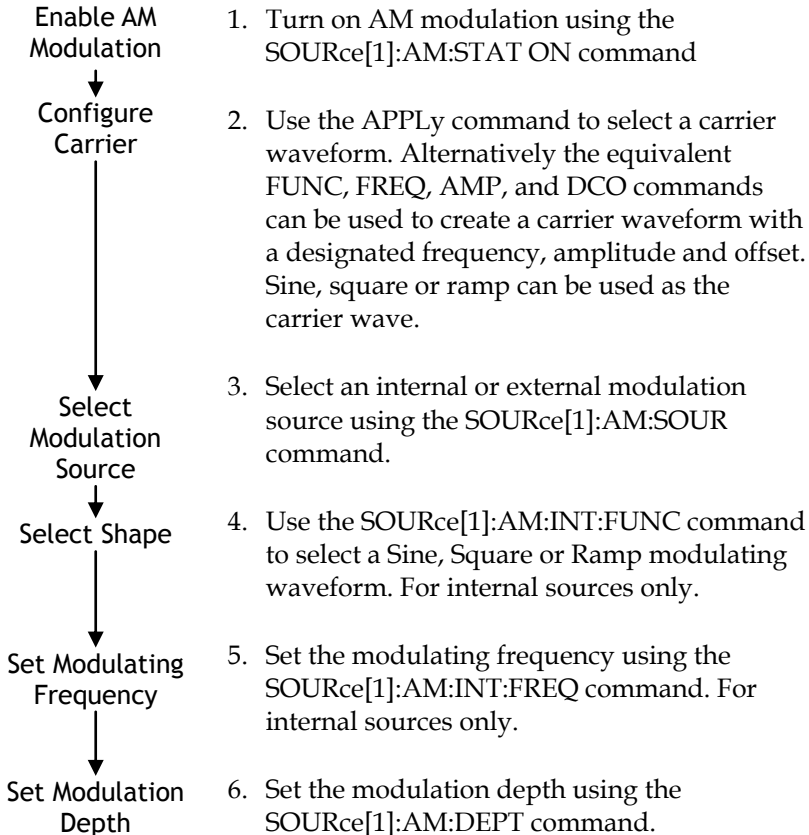 Enable AM
Modulation
1. Turn on AM modulation using the
SOURce[1]:AM:STAT ON command
Configure
Carrier
2. Use the APPLy command to select a carrier
waveform. Alternatively the equivalent
FUNC, FREQ, AMP, and DCO commands
can be used to create a carrier waveform with
a designated frequency, amplitude and offset.
Sine, square or ramp can be used as the
carrier wave.
Select
Modulation
Source
3. Select an internal or external modulation
source using the SOURce[1]:AM:SOUR
command.
Select Shape
4. Use the SOURce[1]:AM:INT:FUNC command
to select a Sine, Square or Ramp modulating
waveform. For internal sources only.
Set Modulating
Frequency
5. Set the modulating frequency using the
SOURce[1]:AM:INT:FREQ command. For
internal sources only.
Set Modulation
Depth
6. Set the modulation depth using the
SOURce[1]:AM:DEPT command.